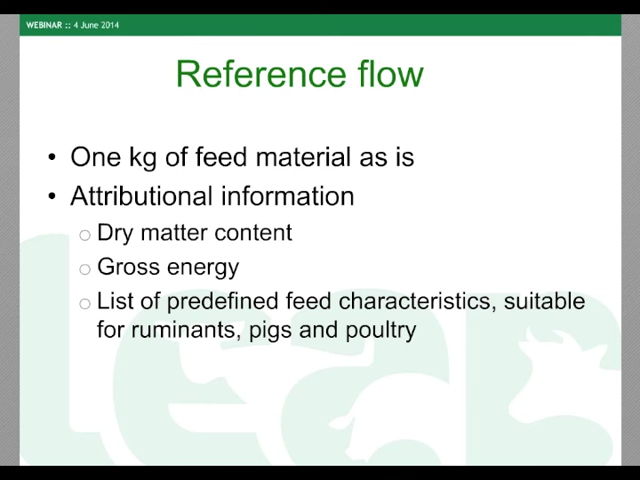 WEBINAR :: 4 June 2014
Reference flow
• One kg of feed material as is
• Attributional information
○ Dry matter content
○ Gross energy
○ List of predefined feed characteristics, suitable
for ruminants, pigs and poultry
Leap